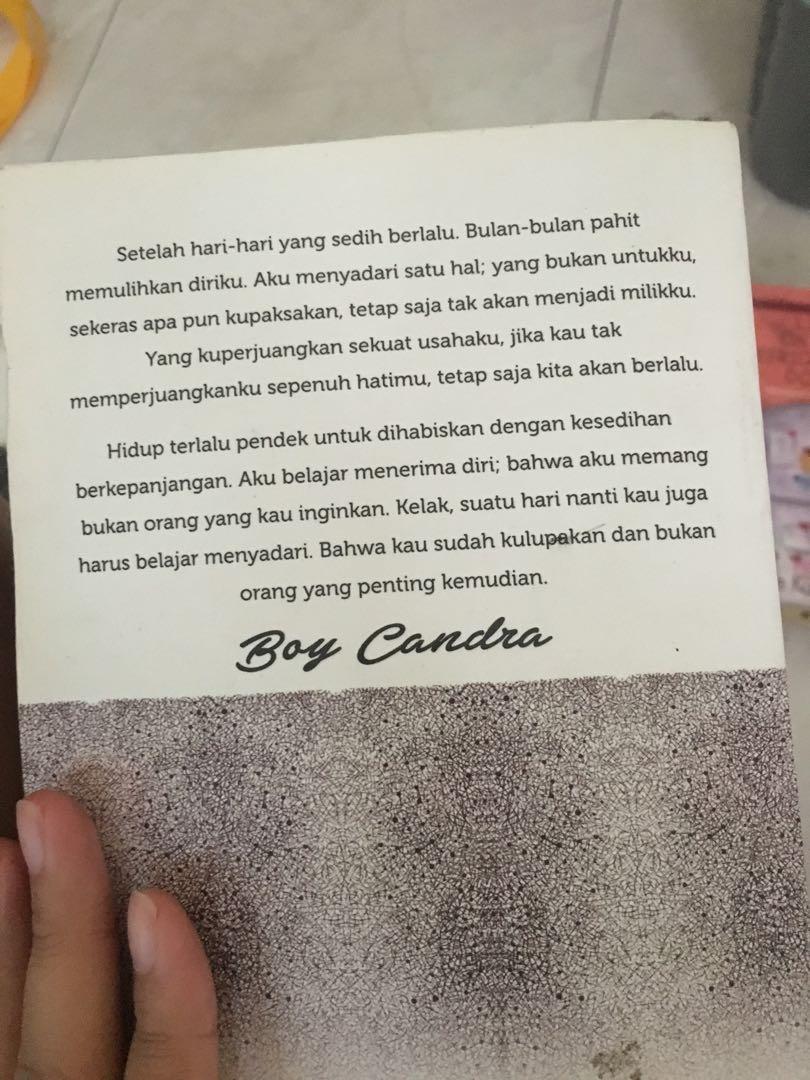 Setelah hari-hari yang sedih berlalu. Bulan-bulan pahit
memulihkan diriku. Aku menyadari satu hal; yang bukan untukku,
sekeras apa pun kupaksakan, tetap saja tak akan menjadi milikku.
Yang kuperjuangkan sekuat usahaku, jika kau tak
memperjuangkanku sepenuh hatimu, tetap saja kita akan berlalu.
Hidup terlalu pendek untuk dihabiskan dengan kesedihan
berkepanjangan. Aku belajar menerima diri; bahwa aku memang
bukan orang yang kau inginkan. Kelak, suatu hari nanti kau juga
harus belajar menyadari. Bahwa kau sudah kulupakan dan bukan
orang yang penting kemudian.
Boy Candra